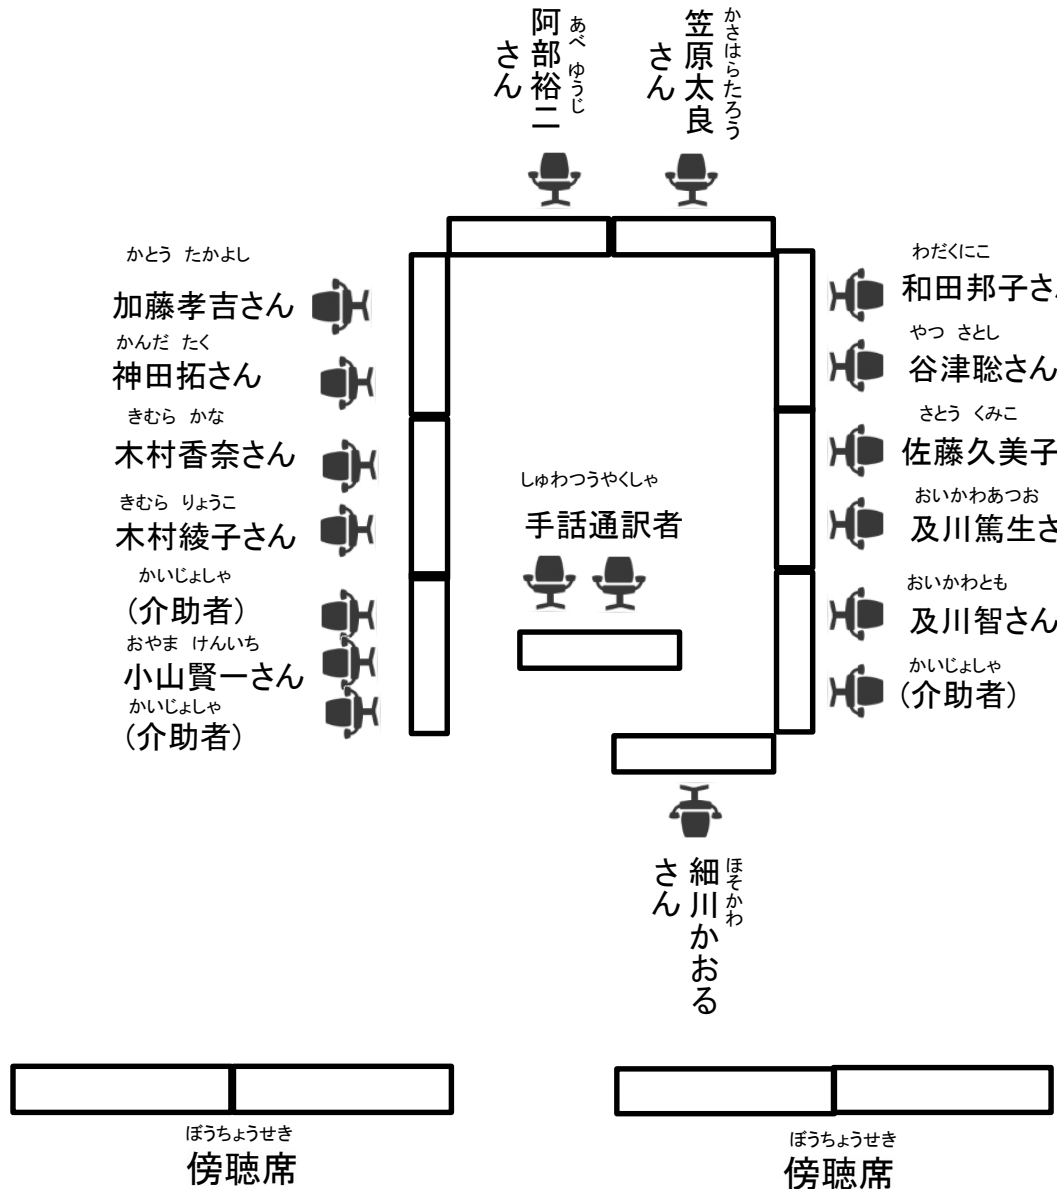 あべ ゆうじ
阿部裕二
さん
かさはらたろう
笠原太良
さん
かとう たかよし
加藤孝吉さん
かんだ たく
神田拓さん
きむら かな
木村香奈さん
きむら りょうこ
木村綾子さん
かいじょしゃ
(介助者)
おやま けんいち
小山賢一さん
かいじょしゃ
(介助者)
しゅわつうやくしゃ
手話通訳者
わだくにこ
和田邦子さ
やつ さとし
谷津聡さん
さとう くみこ
佐藤久美子
おいかわあつお
及川篤生さ
おいかわとも
及川智さん
かいじょしゃ
(介助者)
ほそかわ
細川かおる
さん
ぼうちょうせき
傍聴席
ぼうちょうせき
傍聴席